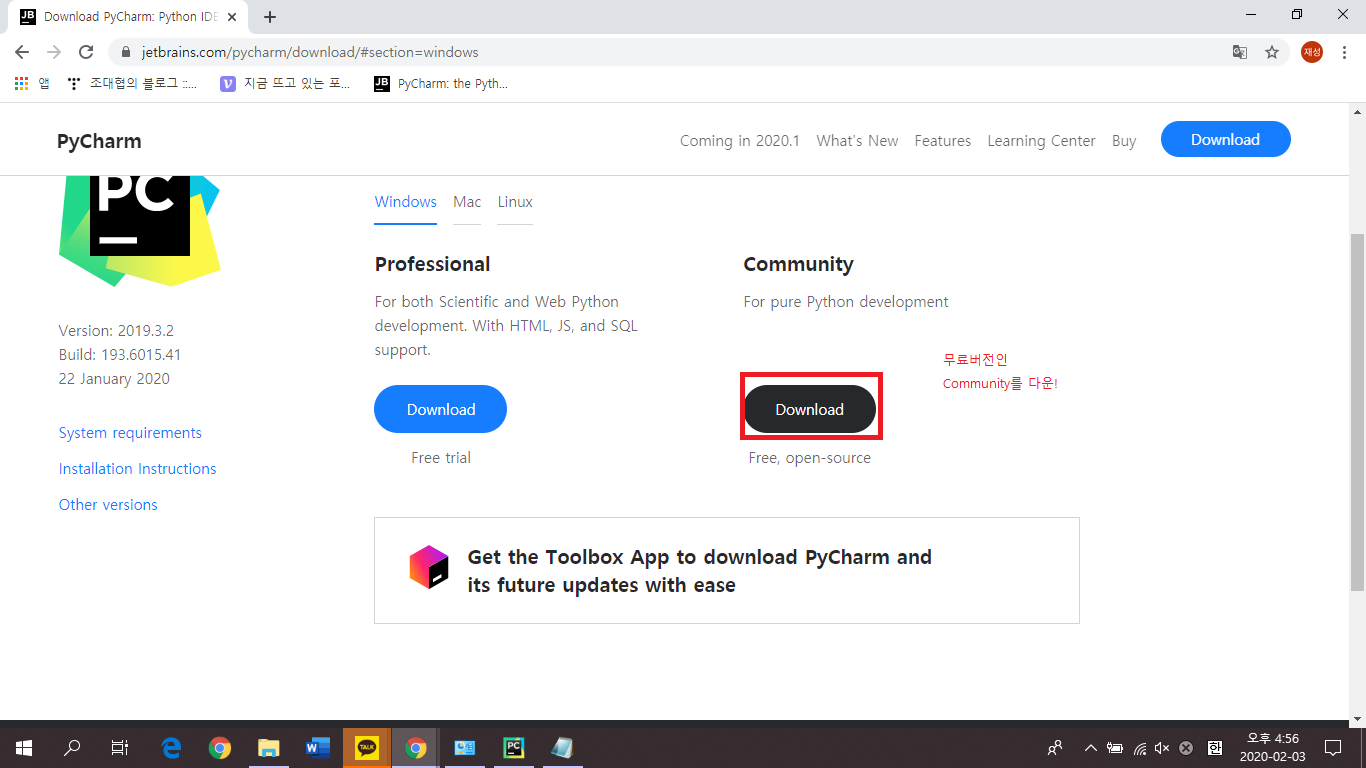 JB
Download PyCharm: Python IDE
jetbrains.com/pycharm/download/#section=windows
재성
앱
조대협의 블로그 ::...
지금 뜨고 있는 포...
PyCharm: the Pyth...
PyCharm
Coming in 2020.1
What's New
Features
Learning Center
Buy
Download
PC
Windows
Mac
Linux
Professional
Community
For both Scientific and Web Python
development. With HTML, JS, and SQL
support.
For pure Python development
Version: 2019.3.2
Build: 193.6015.41
22 January 2020
무료버전인
Community를 다운!
Download
Download
Free trial
Free, open-source
System requirements
Installation Instructions
Other versions
Get the Toolbox App to download PyCharm and
its future updates with ease
TALK
PC
한
오후 4:56
2020-02-03